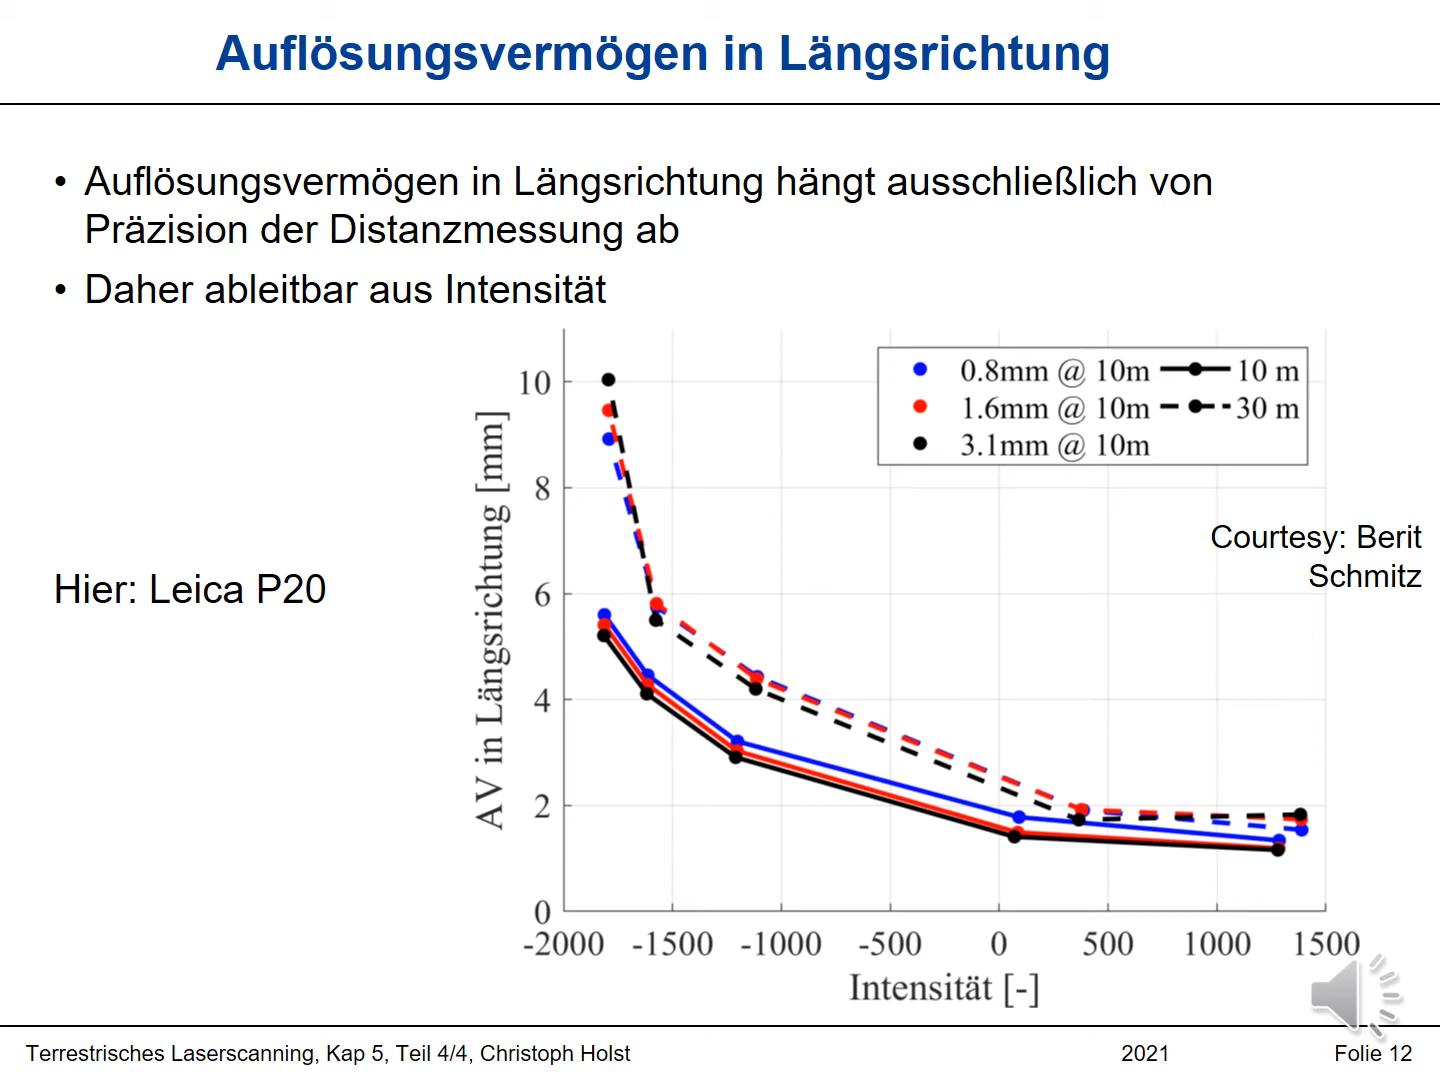 Auflösungsvermögen in Längsrichtung
• Auflösungsvermögen in Längsrichtung hängt ausschließlich von
Präzision der Distanzmessung ab
• Daher ableitbar aus Intensität
Hier: Leica P20
AV in Längsrichtung [mm]
10
8
6
4
2
0
-2000 -1500 -1000 -500 0 500 1000 1500
Intensität [-]
0.8mm @ 10m 10 m
1.6mm @ 10m 30 m
3.1mm @ 10m
Courtesy: Berit
Schmitz
Terrestrisches Laserscanning, Kap 5, Teil 4/4, Christoph Holst 2021 Folie 12